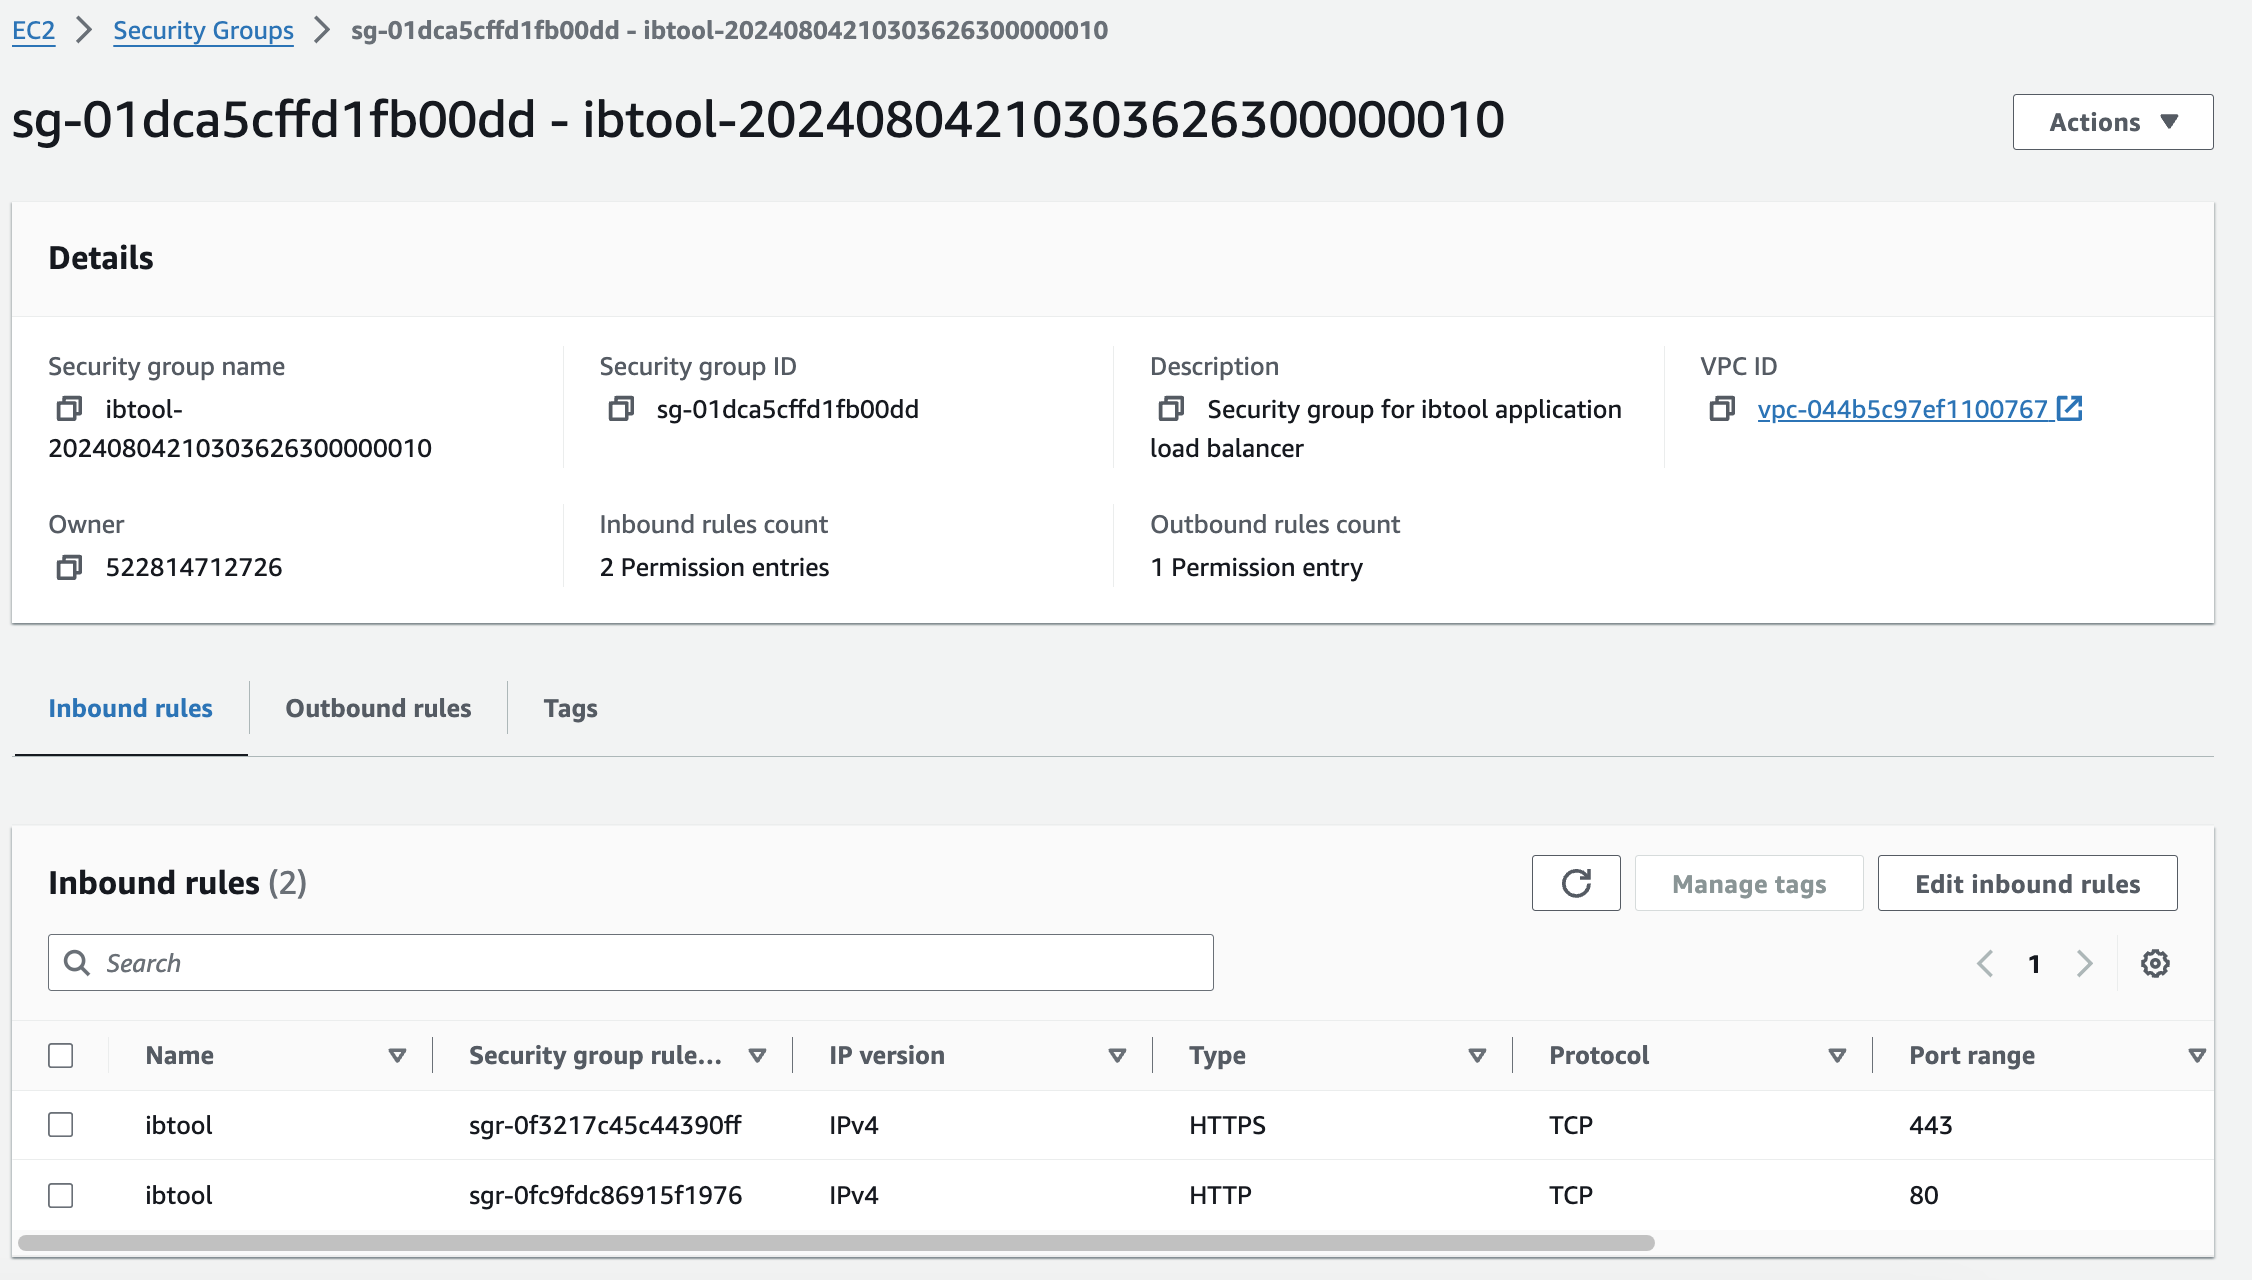 EC2 > Security Groups > sg-01dca5cffd1fb00dd - ibtool-20240804210303626300000010
sg-01dca5cffd1fb00dd - ibtool-20240804210303626300000010
Actions
Details
Security group name
ibtool-
20240804210303626300000010
Security group ID
sg-01dca5cffd1fb00dd
Description
Security group for ibtool application
load balancer
VPC ID
vpc-044b5c97ef1100767
Owner
522814712726
Inbound rules count
2 Permission entries
Outbound rules count
1 Permission entry
Inbound rules Outbound rules Tags
Inbound rules (2)
Manage tags Edit inbound rules
Search
1
Name Security group rule... IP version Type Protocol Port range
ibtool sgr-0f3217c45c44390ff IPv4 HTTPS TCP 443
ibtool sgr-0fc9fdc86915f1976 IPv4 HTTP TCP 80